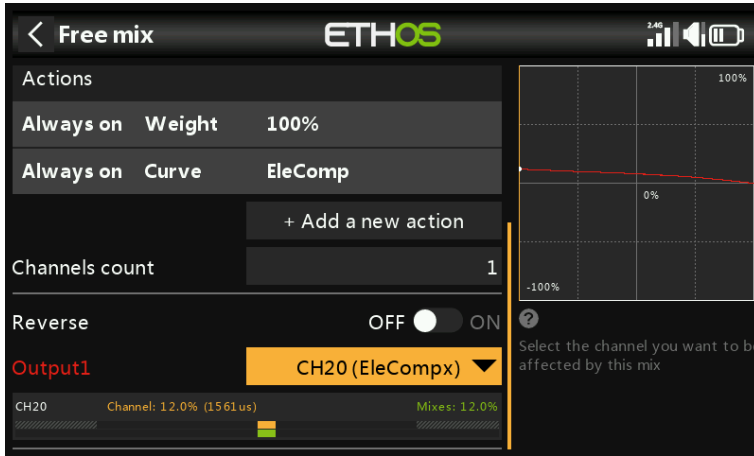 Free mix
ETHOS
2.4G
Actions
Always on Weight 100%
Always on Curve EleComp
+ Add a new action
Channels count 1
Reverse OFF ON
Output1 CH20 (EleCompx)
CH20 Channel: 12.0% (1561us) Mixes: 12.0%
100%
0%
-100%
?
Select the channel you want to be
affected by this mix